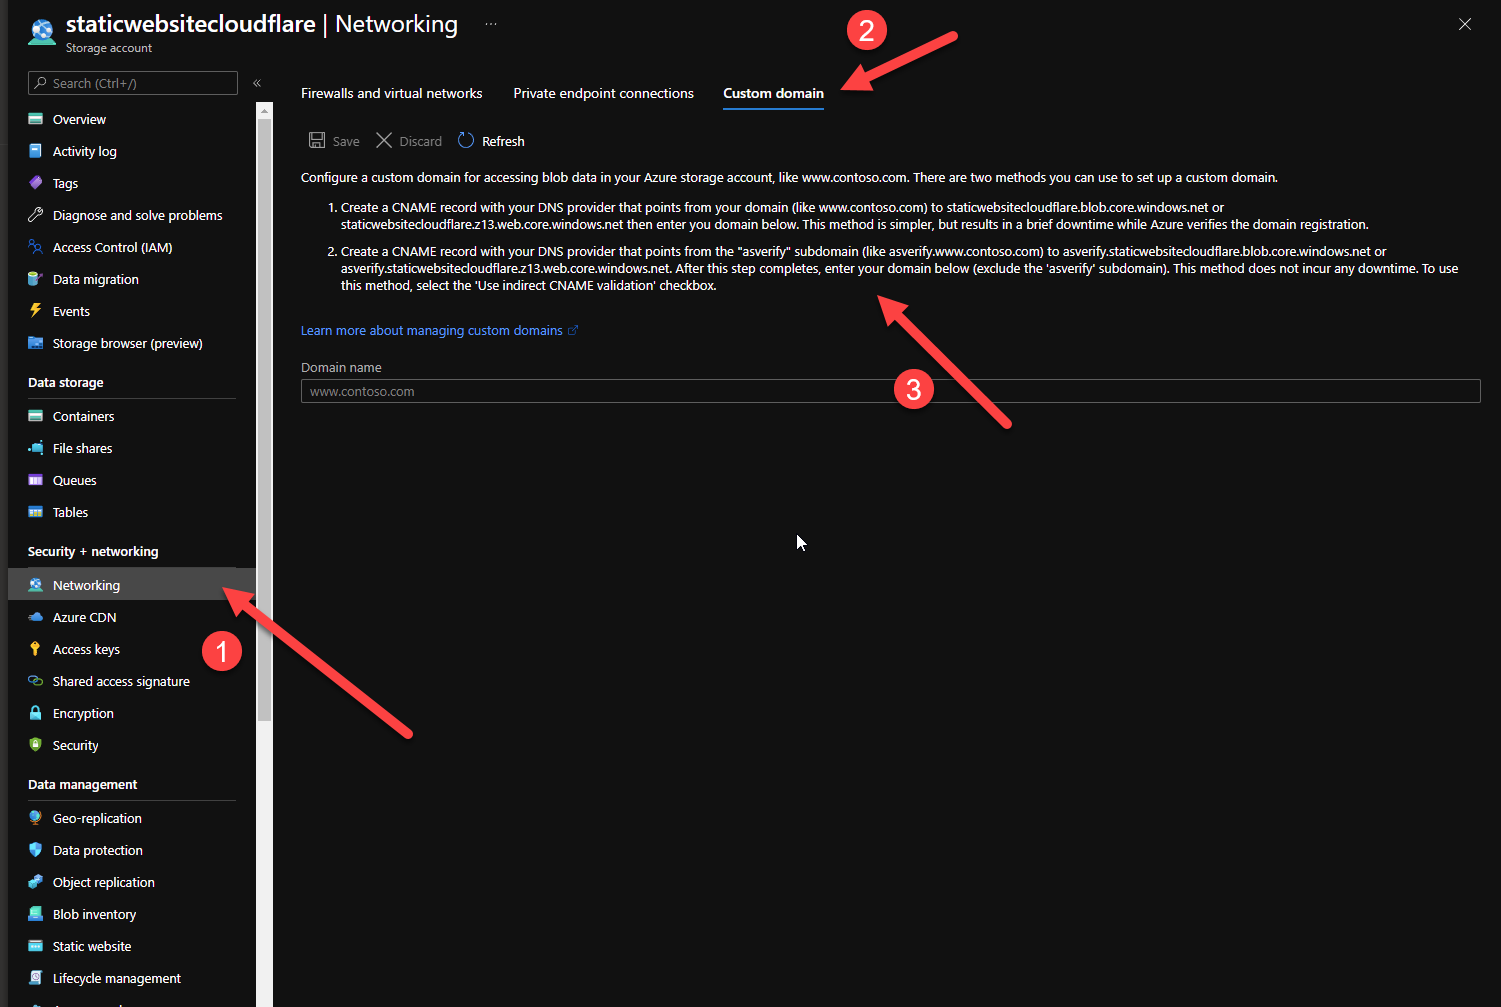 staticwebsitecloudflare | Networking ...
Storage account
2
Search (Ctrl+/)
«
Overview
Activity log
Tags
Diagnose and solve problems
Access Control (IAM)
Data migration
Events
Storage browser (preview)
Data storage
Containers
File shares
Queues
Tables
Security + networking
Networking
Azure CDN
1
Access keys
Shared access signature
Encryption
Security
Data management
Geo-replication
Data protection
Object replication
Blob inventory
Static website
Lifecycle management
Firewalls and virtual networks Private endpoint connections Custom domain
Save Discard Refresh
Configure a custom domain for accessing blob data in your Azure storage account, like www.contoso.com. There are two methods you can use to set up a custom domain.
1. Create a CNAME record with your DNS provider that points from your domain (like www.contoso.com) to staticwebsitecloudflare.blob.core.windows.net or
staticwebsitecloudflare.z13.web.core.windows.net then enter you domain below. This method is simpler, but results in a brief downtime while Azure verifies the domain registration.
2. Create a CNAME record with your DNS provider that points from the "asverify" subdomain (like asverify.www.contoso.com) to asverify.staticwebsitecloudflare.blob.core.windows.net or
asverify.staticwebsitecloudflare.z13.web.core.windows.net. After this step completes, enter your domain below (exclude the 'asverify' subdomain). This method does not incur any downtime. To use
this method, select the 'Use indirect CNAME validation' checkbox.
Learn more about managing custom domains
Domain name
www.contoso.com
3